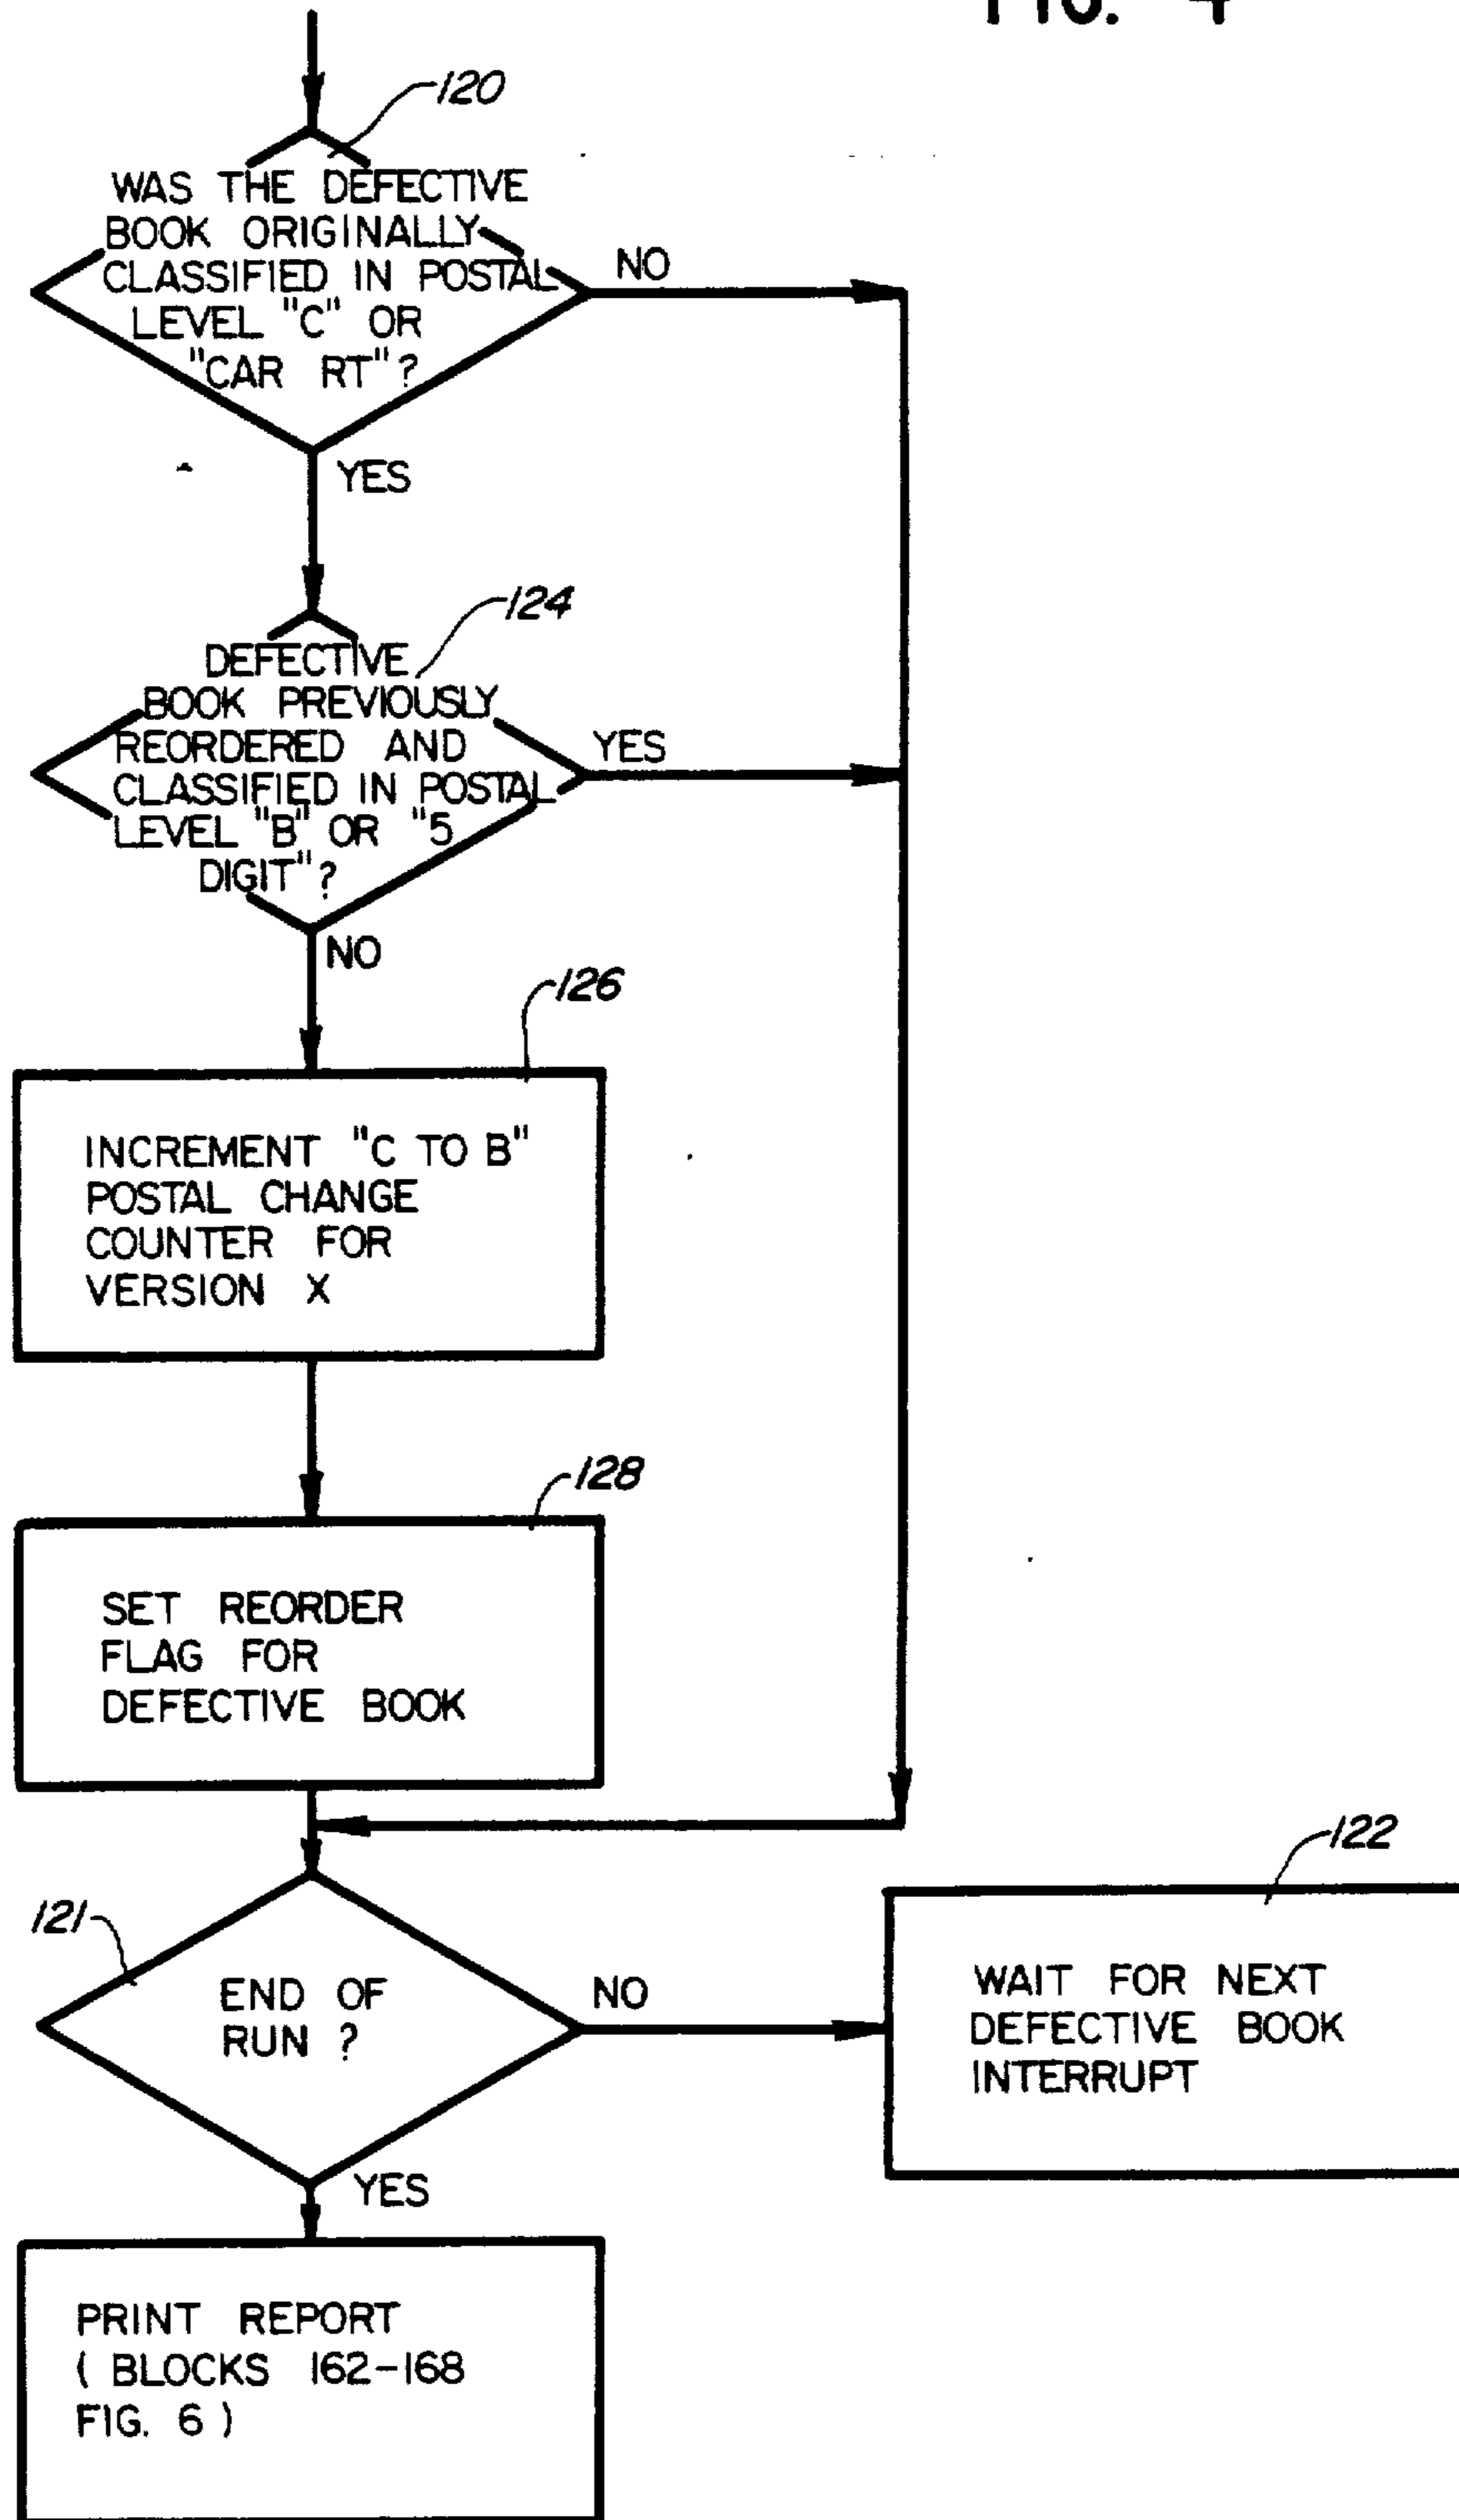 FIG. 4
120
WAS THE DEFECTIVE
BOOK ORIGINALLY
CLASSIFIED IN POSTAL
LEVEL "C" OR
"CAR RT"?
NO
YES
124
DEFECTIVE
BOOK PREVIOUSLY
REORDERED AND
CLASSIFIED IN POSTAL
LEVEL "B" OR "5
DIGIT"?
YES
NO
126
INCREMENT "C TO B"
POSTAL CHANGE
COUNTER FOR
VERSION X
128
SET REORDER
FLAG FOR
DEFECTIVE BOOK
121
END OF
RUN ?
NO
122
WAIT FOR NEXT
DEFECTIVE BOOK
INTERRUPT
YES
PRINT REPORT
( BLOCKS 162-168
FIG. 6 )